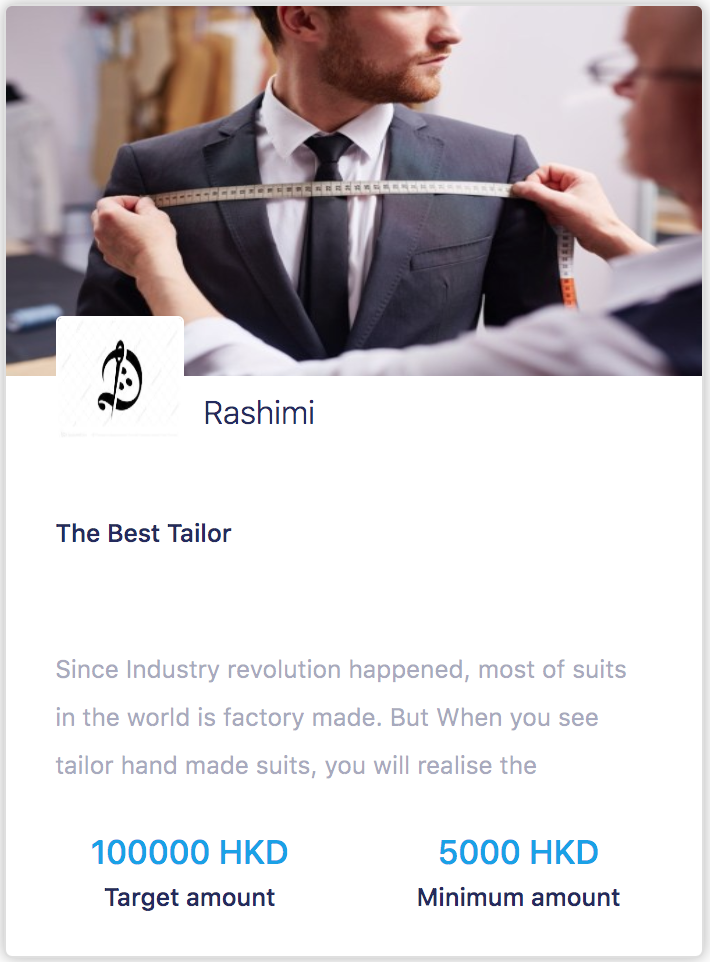 Rashimi
The Best Tailor
Since Industry revolution happened, most of suits
in the world is factory made. But When you see
tailor hand made suits, you will realise the
100000 HKD
5000 HKD
Target amount
Minimum amount